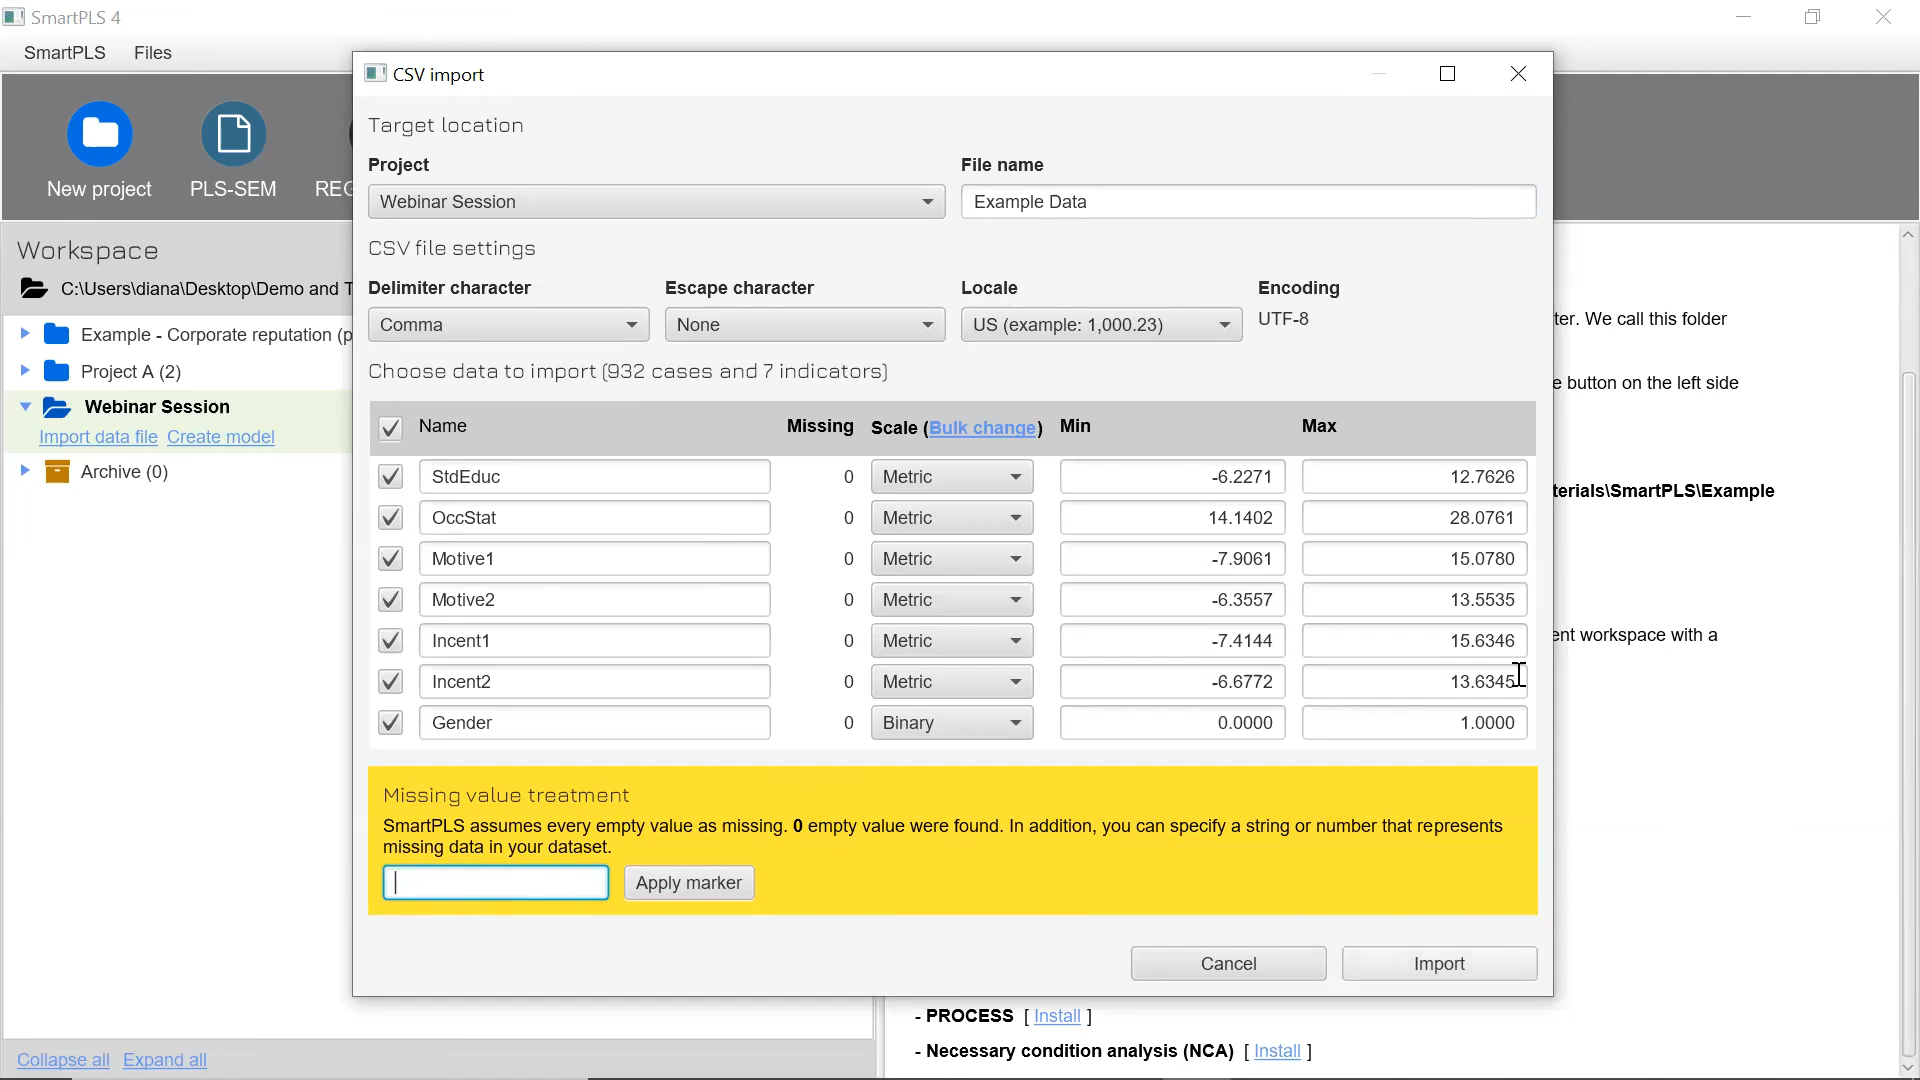 SmartPLS 4
SmartPLS Files
CSV import
New project
PLS-SEM
REG
Target location
Project
File name
Webinar Session
Example Data
CSV file settings
Delimiter character
Escape character
Locale
Encoding
Comma
None
US (example: 1,000.23)
UTF-8
Choose data to import (932 cases and 7 indicators)
Name Missing Scale (Bulk change) Min Max
StdEduc 0 Metric -6.2271 12.7626
OccStat 0 Metric 14.1402 28.0761
Motive1 0 Metric -7.9061 15.0780
Motive2 0 Metric -6.3557 13.5535
Incent1 0 Metric -7.4144 15.6346
Incent2 0 Metric -6.6772 13.6345
Gender 0 Binary 0.0000 1.0000
Missing value treatment
SmartPLS assumes every empty value as missing. 0 empty value were found. In addition, you can specify a string or number that represents
missing data in your dataset.
Apply marker
Cancel
Import
Workspace
C:\Users\diana\Desktop\Demo and T
Example - Corporate reputation (p
Project A (2)
Webinar Session
Import data file Create model
Archive (0)
Collapse all Expand all
ter. We call this folder
e button on the left side
terials\SmartPLS\Example
ent workspace with a
- PROCESS [ Install ]
- Necessary condition analysis (NCA) [ Install ]